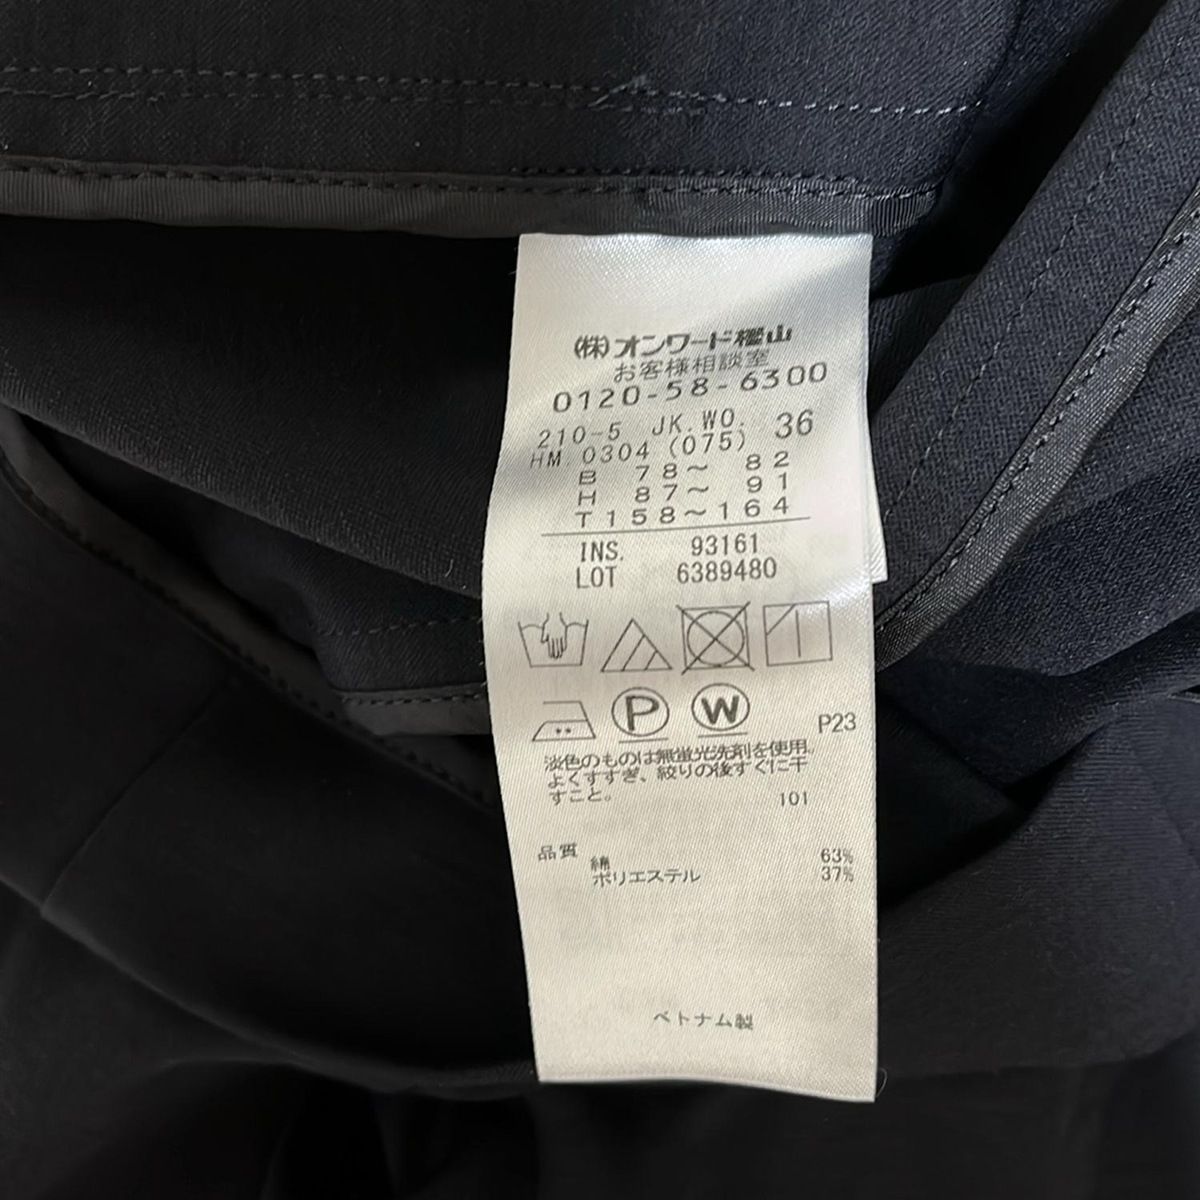 (株)オンワード樫山
お客様相談室
0120-58-6300
210-5 JK.WO. 36
HM.0304 (075)
B 78～ 82
H 87～ 91
T158～164
INS. 93161
LOT 6389480
P W P23
淡色のものは無蛍光洗剤を使用。
よくすすぎ、絞りの後すぐに干
すこと。 101
品質
綿 63%
ポリエステル 37%
ベトナム製